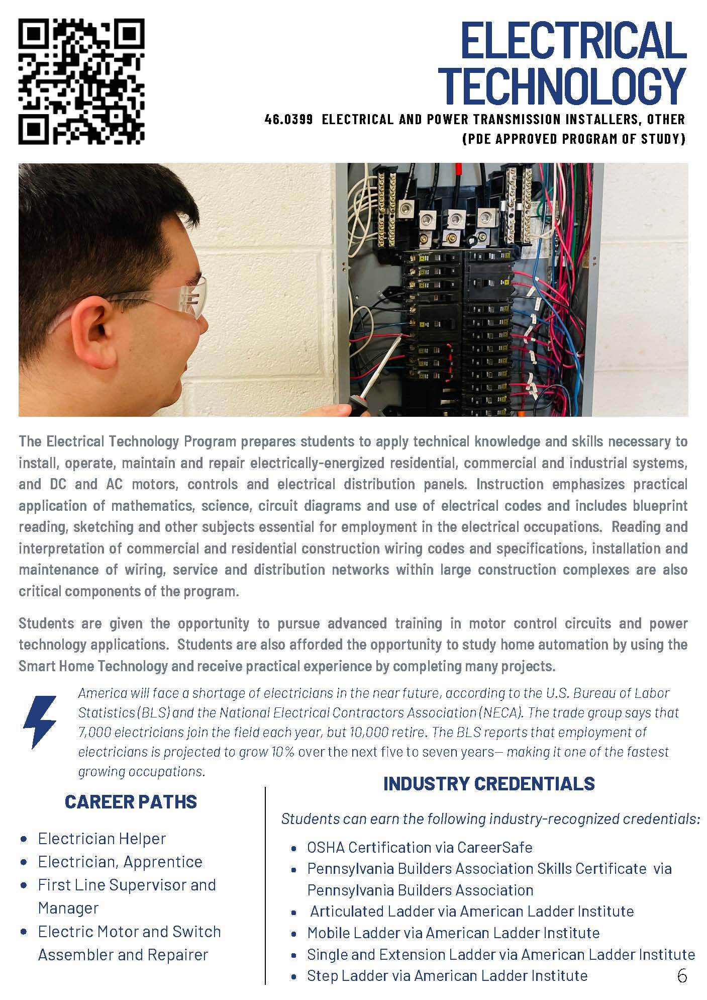 ELECTRICAL
TECHNOLOGY
46.0399 ELECTRICAL AND POWER TRANSMISSION INSTALLERS, OTHER
(PDE APPROVED PROGRAM OF STUDY)
The Electrical Technology Program prepares students to apply technical knowledge and skills necessary to
install, operate, maintain and repair electrically-energized residential, commercial and industrial systems,
and DC and AC motors, controls and electrical distribution panels. Instruction emphasizes practical
application of mathematics, science, circuit diagrams and use of electrical codes and includes blueprint
reading, sketching and other subjects essential for employment in the electrical occupations. Reading and
interpretation of commercial and residential construction wiring codes and specifications, installation and
maintenance of wiring, service and distribution networks within large construction complexes are also
critical components of the program.
Students are given the opportunity to pursue advanced training in motor control circuits and power
technology applications. Students are also afforded the opportunity to study home automation by using the
Smart Home Technology and receive practical experience by completing many projects.
America will face a shortage of electricians in the near future, according to the U.S. Bureau of Labor
Statistics (BLS) and the National Electrical Contractors Association (NECA). The trade group says that
7,000 electricians join the field each year, but 10,000 retire. The BLS reports that employment of
electricians is projected to grow 10% over the next five to seven years— making it one of the fastest
growing occupations.
CAREER PATHS
• Electrician Helper
• Electrician, Apprentice
• First Line Supervisor and
Manager
• Electric Motor and Switch
Assembler and Repairer
INDUSTRY CREDENTIALS
Students can earn the following industry-recognized credentials:
• OSHA Certification via CareerSafe
• Pennsylvania Builders Association Skills Certificate via
Pennsylvania Builders Association
• Articulated Ladder via American Ladder Institute
• Mobile Ladder via American Ladder Institute
• Single and Extension Ladder via American Ladder Institute
• Step Ladder via American Ladder Institute
6